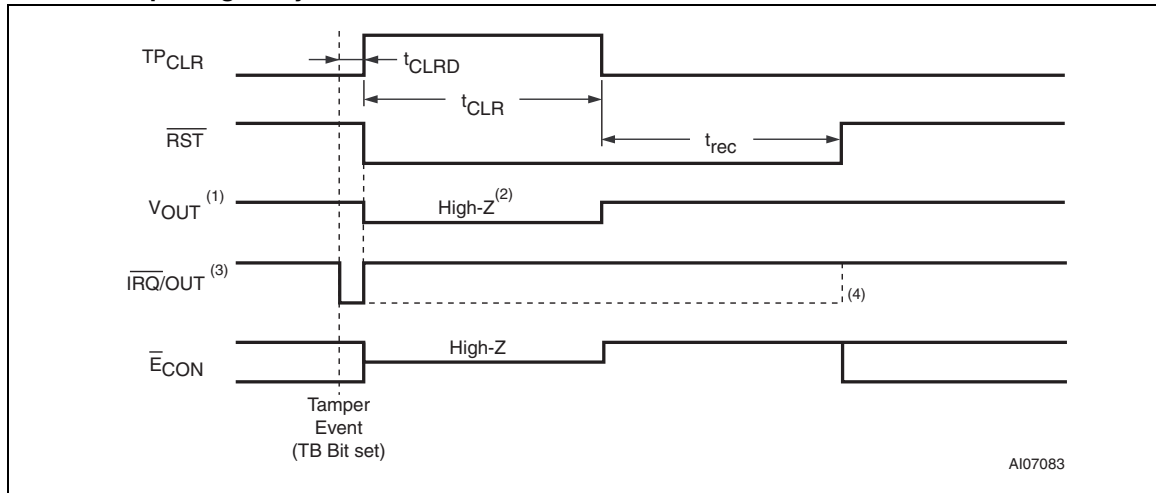 TPCLR
tCLRD
tCLR
RST
trec
VOUT (1)
High-Z(2)
IRQ/OUT (3)
(4)
ECON
High-Z
Tamper
Event
(TB Bit set)
AI07083